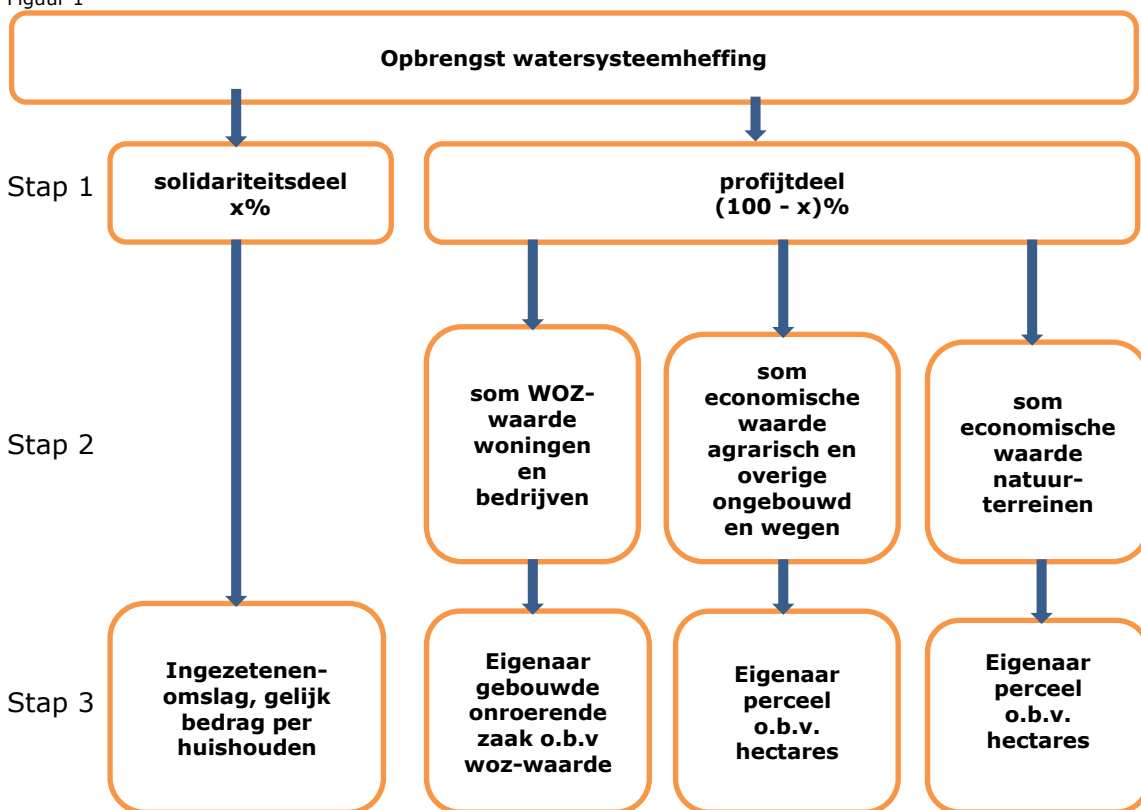 Figuur 1
Opbrengst watersysteemheffing
Stap 1
solidariteitsdeel
x%
profijtdeel
(100 - x)%
Stap 2
som WOZ-
waarde
woningen
en
bedrijven
som
economische
waarde
agrarisch en
overige
ongebouwd
en wegen
som
economische
waarde
natuur-
terreinen
Stap 3
Ingezetenen-
omslag, gelijk
bedrag per
huishouden
Eigenaar
gebouwde
onroerende
zaak o.b.v
woz-waarde
Eigenaar
perceel
o.b.v.
hectares
Eigenaar
perceel
o.b.v.
hectares